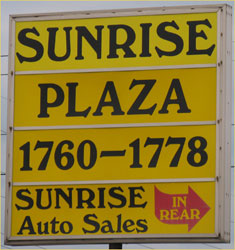 SUNRISE
PLAZA
1760–1778
SUNRISE
Auto Sales
IN
REAR